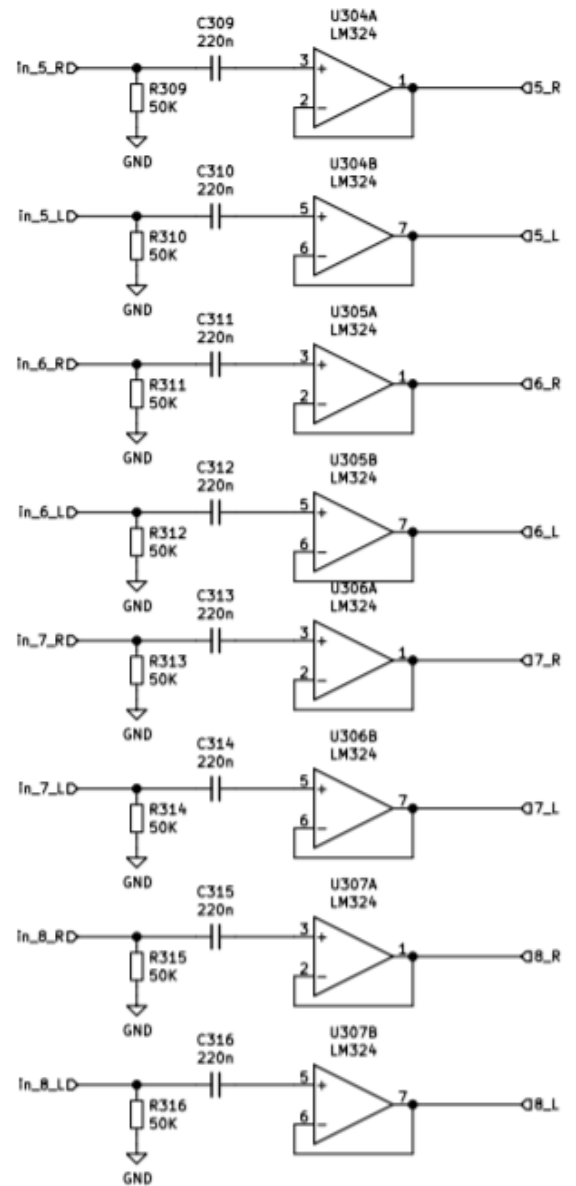 U304A
LM324
C309
220n
in_5_R
3
+
1
5_R
2
−
R309
50K
GND
U304B
LM324
C310
220n
in_5_L
5
+
7
5_L
6
−
R310
50K
GND
U305A
LM324
C311
220n
in_6_R
3
+
1
6_R
2
−
R311
50K
GND
U305B
LM324
C312
220n
in_6_L
5
+
7
6_L
6
−
R312
50K
GND
U306A
LM324
C313
220n
in_7_R
3
+
1
7_R
2
−
R313
50K
GND
U306B
LM324
C314
220n
in_7_L
5
+
7
7_L
6
−
R314
50K
GND
U307A
LM324
C315
220n
in_8_R
3
+
1
8_R
2
−
R315
50K
GND
U307B
LM324
C316
220n
in_8_L
5
+
7
8_L
6
−
R316
50K
GND